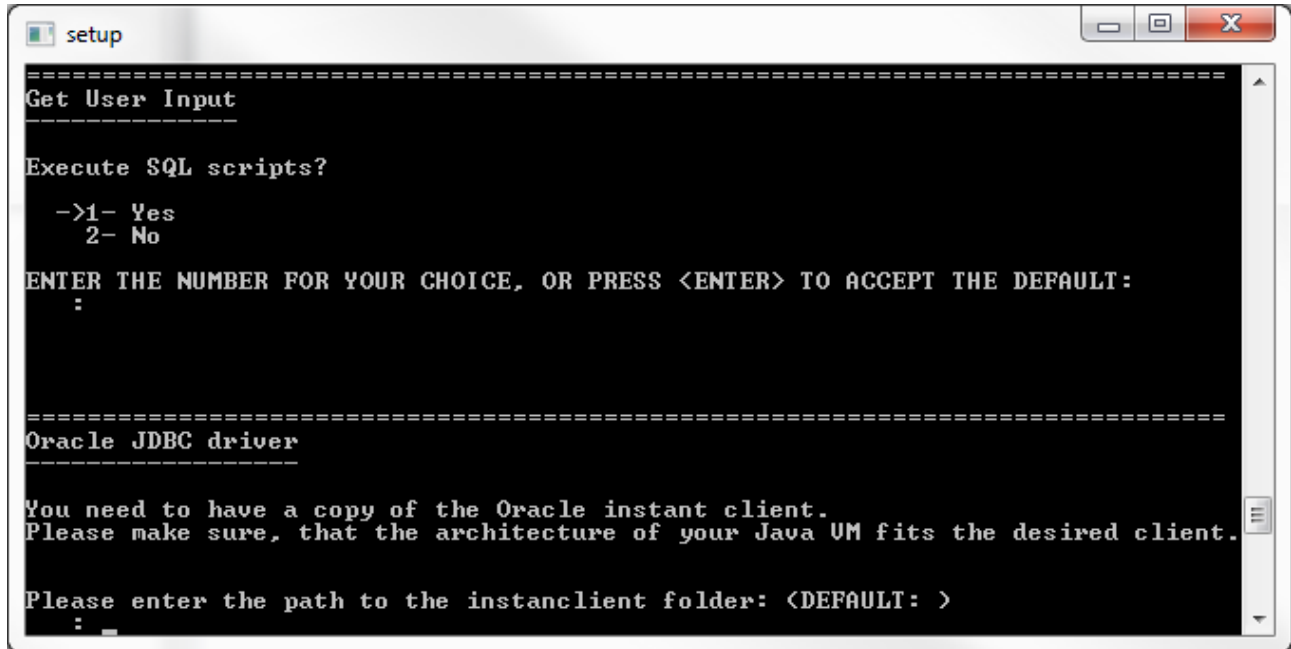 setup
===============================================================================
Get User Input
--------------
Execute SQL scripts?
->1- Yes
2- No
ENTER THE NUMBER FOR YOUR CHOICE, OR PRESS <ENTER> TO ACCEPT THE DEFAULT:
:
===============================================================================
Oracle JDBC driver
------------------
You need to have a copy of the Oracle instant client.
Please make sure, that the architecture of your Java VM fits the desired client.
Please enter the path to the instanclient folder: (DEFAULT: )
: _